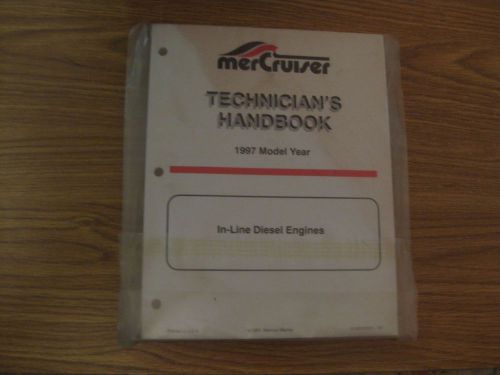 merCruiser
TECHNICIAN'S
HANDBOOK
1997 Model Year
In-Line Diesel Engines